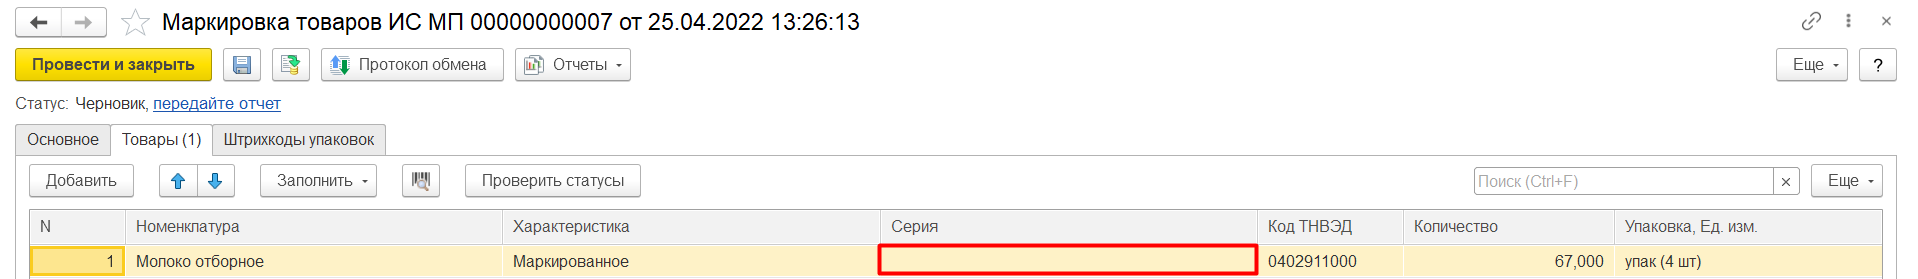 Маркировка товаров ИС МП 00000000007 от 25.04.2022 13:26:13
Провести и закрыть Протокол обмена Отчеты Еще ?
Статус: Черновик, передайте отчет
Основное Товары (1) Штрихкоды упаковок
Добавить Заполнить Проверить статусы Поиск (Ctrl+F) × Еще
N Номенклатура Характеристика Серия Код ТНВЭД Количество Упаковка, Ед. изм.
1 Молоко отборное Маркированное 0402911000 67,000 упак (4 шт)